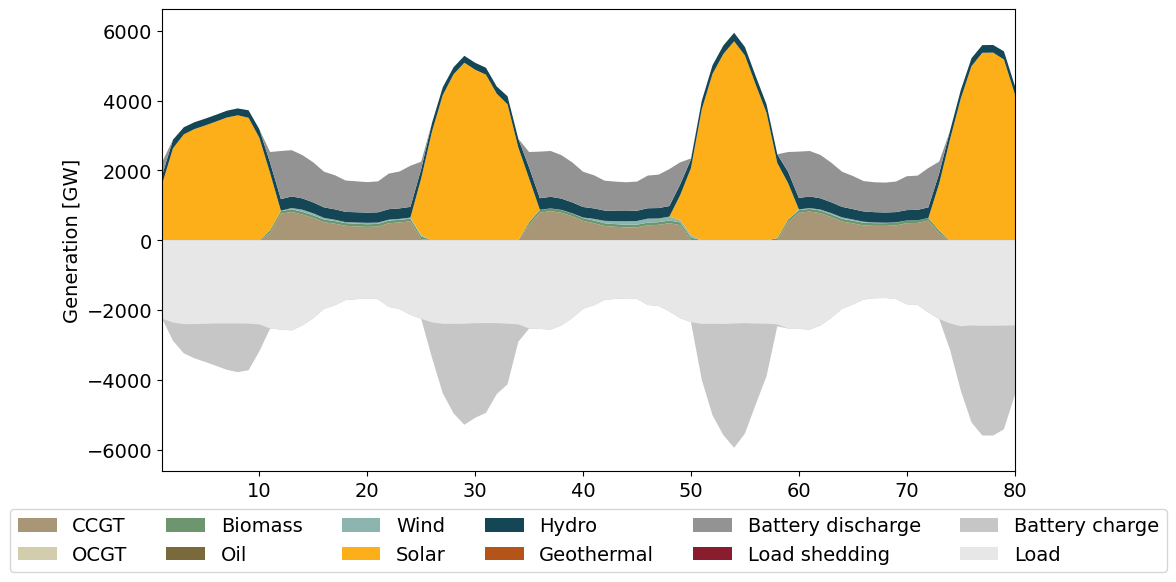 6000
4000
2000
0
−2000
−4000
−6000
Generation [GW]
10 20 30 40 50 60 70 80
CCGT Biomass Wind Hydro Battery discharge Battery charge
OCGT Oil Solar Geothermal Load shedding Load